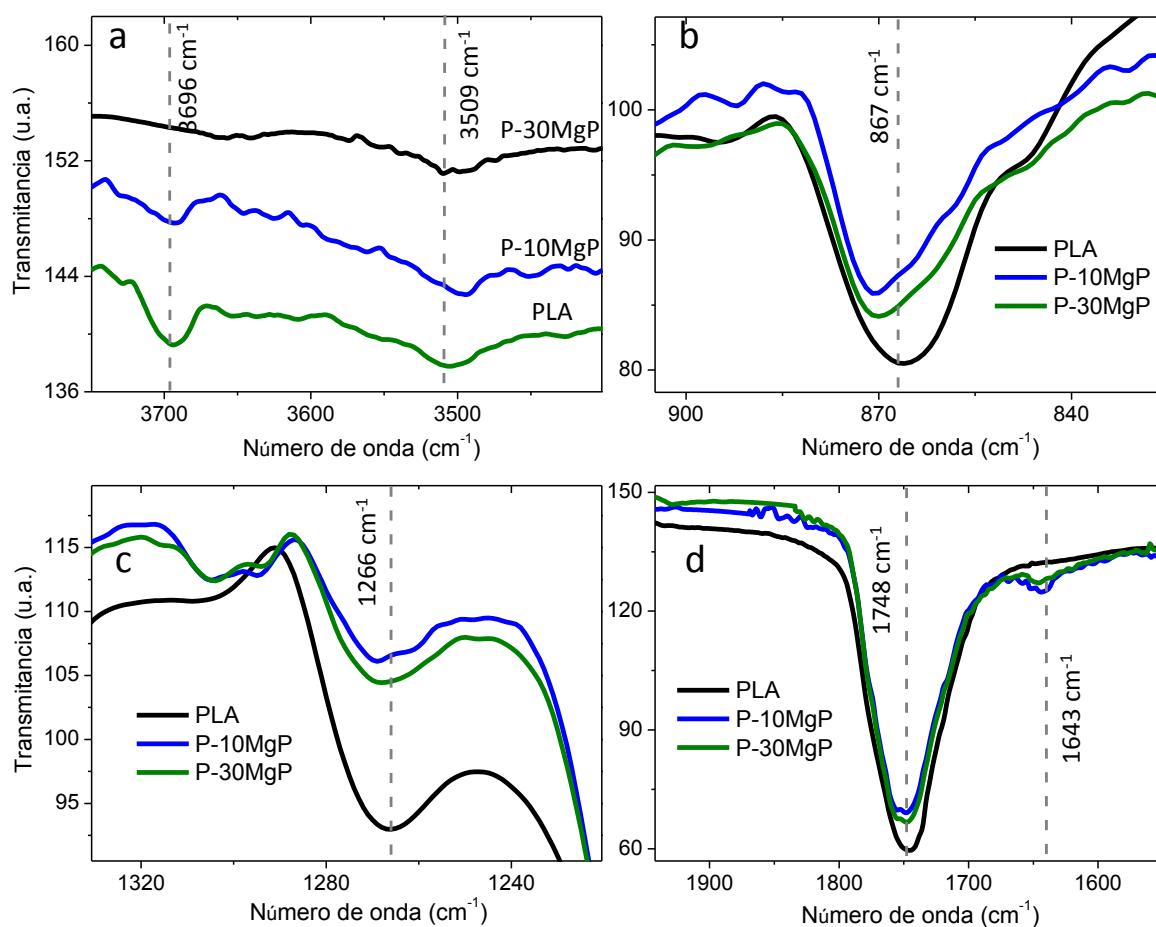 a
160
152
144
136
3696 cm-1
3509 cm-1
P-30MgP
P-10MgP
PLA
3700
3600
3500
Transmitancia (u.a.)
Número de onda (cm-1)
b
100
90
80
867 cm-1
PLA
P-10MgP
P-30MgP
900
870
840
Número de onda (cm-1)
c
115
110
105
100
95
1266 cm-1
PLA
P-10MgP
P-30MgP
1320
1280
1240
Transmitancia (u.a.)
Número de onda (cm-1)
d
150
120
90
60
1748 cm-1
1643 cm-1
PLA
P-10MgP
P-30MgP
1900
1800
1700
1600
Número de onda (cm-1)